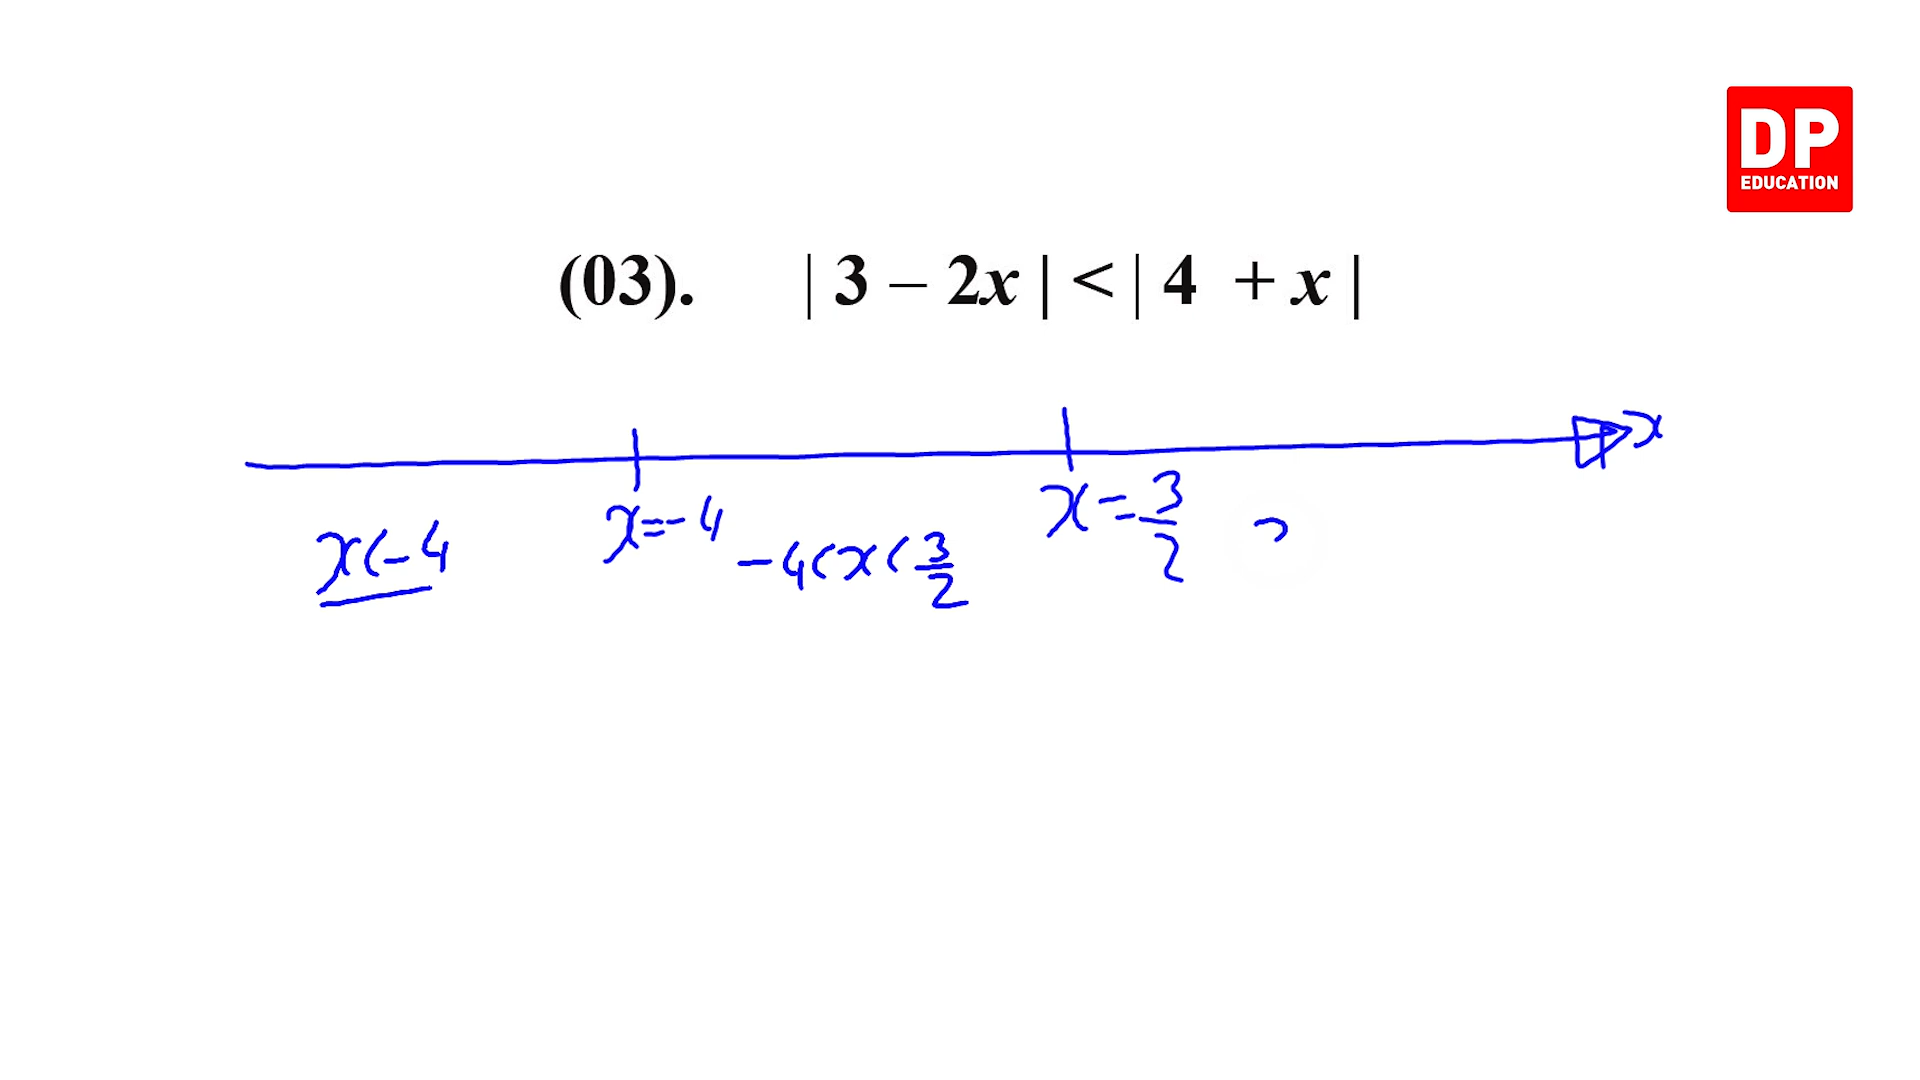 DP
EDUCATION
(03). | 3 – 2x | < | 4 + x |
x
x = -4
x = 3/2
x < -4
-4 < x < 3/2